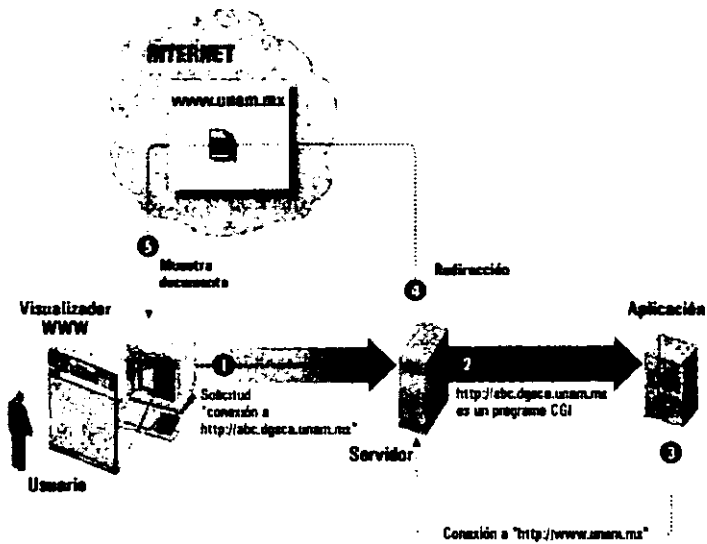 INTERNET
www.unam.mx
5
Muestra
documento
4
Redirección
Visualizador
WWW
Aplicación
1
Solicitud
"conexión a
http://abc.dgsca.unam.mx"
2
http://abc.dgsca.unam.mx
es un programa CGI
Servidor
3
Usuario
Conexión a "http://www.unam.mx"